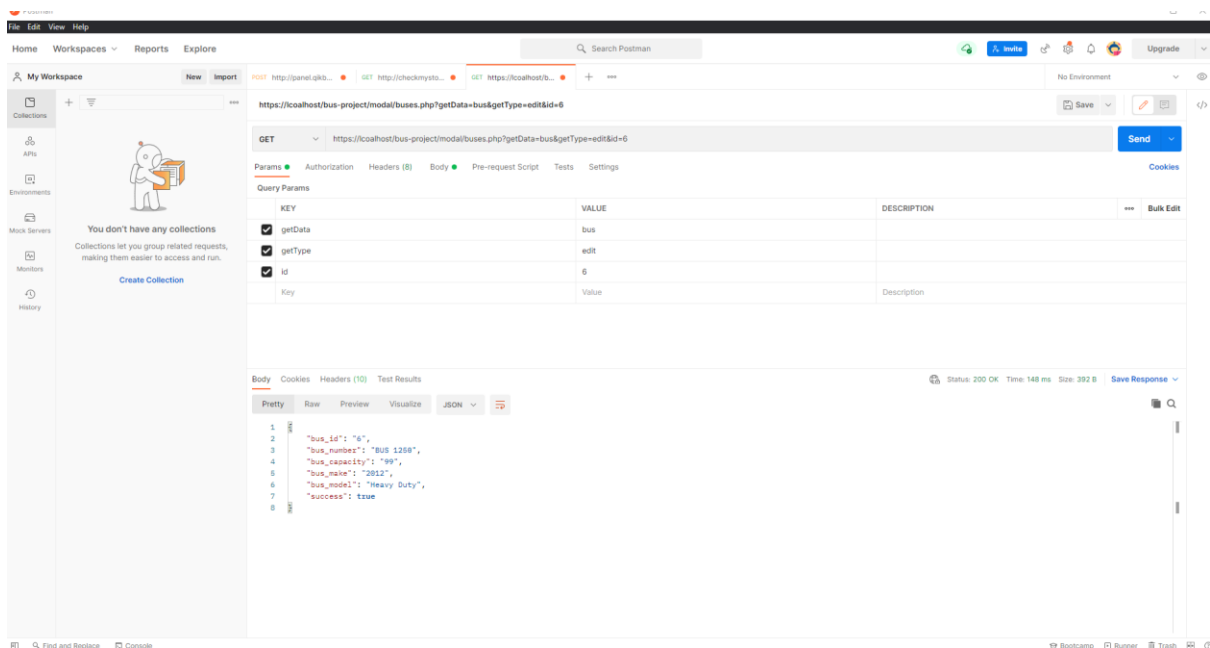 Postman
File Edit View Help
Home Workspaces Reports Explore Search Postman Invite Upgrade
My Workspace New Import POST http://panel.qikb... GET http://checkmysto... GET https://lcoalhost/b... + No Environment
Collections
APIs
Environments
Mock Servers
Monitors
History
You don't have any collections
Collections let you group related requests,
making them easier to access and run.
Create Collection
https://lcoalhost/bus-project/modal/buses.php?getData=bus&getType=edit&id=6 Save
GET https://lcoalhost/bus-project/modal/buses.php?getData=bus&getType=edit&id=6 Send
Params Authorization Headers (8) Body Pre-request Script Tests Settings Cookies
Query Params
KEY VALUE DESCRIPTION Bulk Edit
getData bus
getType edit
id 6
Key Value Description
Body Cookies Headers (10) Test Results Status: 200 OK Time: 148 ms Size: 392 B Save Response
Pretty Raw Preview Visualize JSON
1 {
2 "bus_id": "6",
3 "bus_number": "BUS 1250",
4 "bus_capacity": "99",
5 "bus_make": "2012",
6 "bus_model": "Heavy Duty",
7 "success": true
8 }
Find and Replace Console Bootcamp Runner Trash